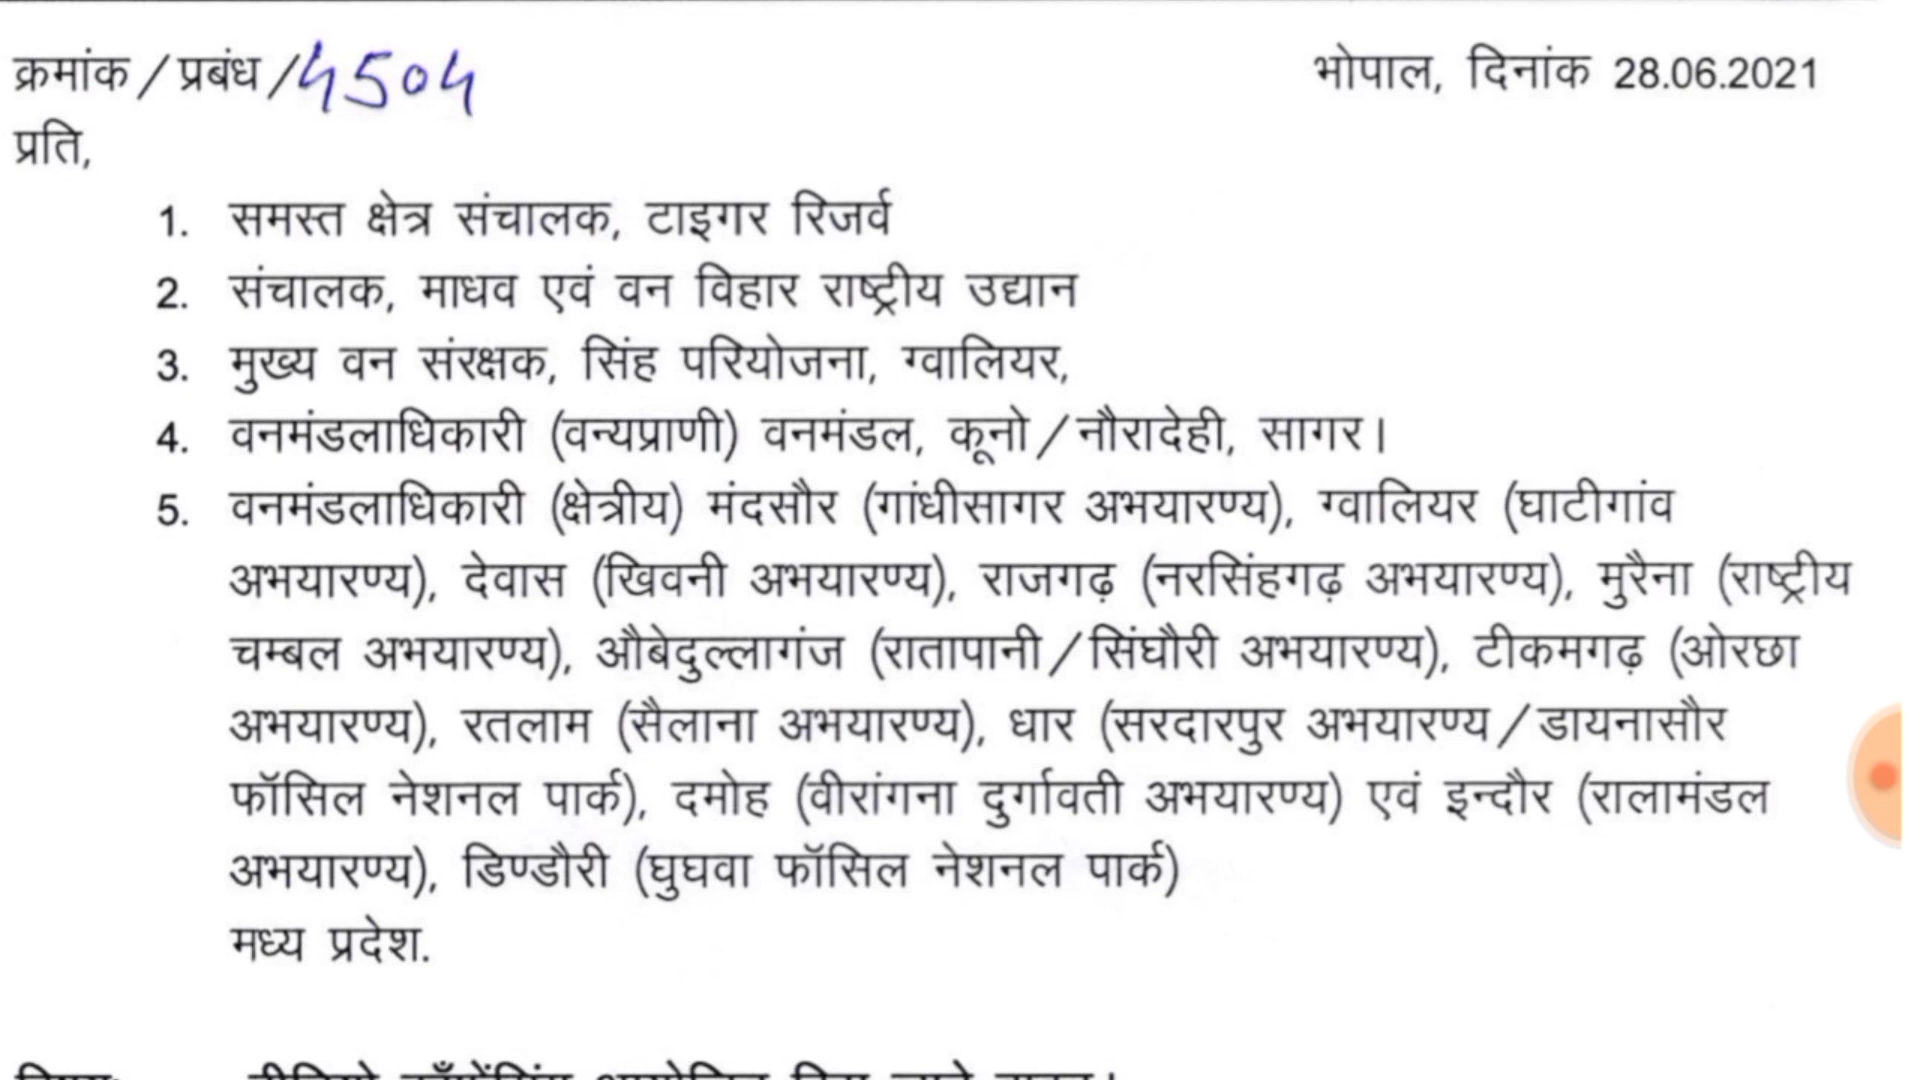 क्रमांक/प्रबंध/4504 भोपाल, दिनांक 28.06.2021
प्रति,
1. समस्त क्षेत्र संचालक, टाइगर रिजर्व
2. संचालक, माधव एवं वन विहार राष्ट्रीय उद्यान
3. मुख्य वन संरक्षक, सिंह परियोजना, ग्वालियर,
4. वनमंडलाधिकारी (वन्यप्राणी) वनमंडल, कूनो/नौरादेही, सागर।
5. वनमंडलाधिकारी (क्षेत्रीय) मंदसौर (गांधीसागर अभयारण्य), ग्वालियर (घाटीगांव
अभयारण्य), देवास (खिवनी अभयारण्य), राजगढ़ (नरसिंहगढ़ अभयारण्य), मुरैना (राष्ट्रीय
चम्बल अभयारण्य), औबेदुल्लागंज (रातापानी/सिंघौरी अभयारण्य), टीकमगढ़ (ओरछा
अभयारण्य), रतलाम (सैलाना अभयारण्य), धार (सरदारपुर अभयारण्य/डायनासौर
फॉसिल नेशनल पार्क), दमोह (वीरांगना दुर्गावती अभयारण्य) एवं इन्दौर (रालामंडल
अभयारण्य), डिण्डौरी (घुघवा फॉसिल नेशनल पार्क)
मध्य प्रदेश.